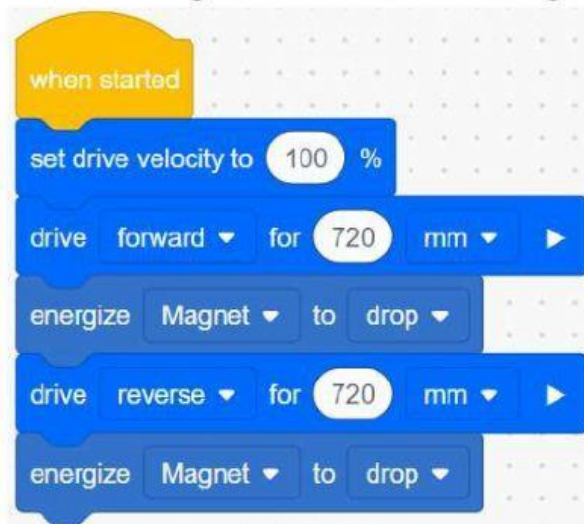 when started
set drive velocity to 100 %
drive forward for 720 mm
energize Magnet to drop
drive reverse for 720 mm
energize Magnet to drop